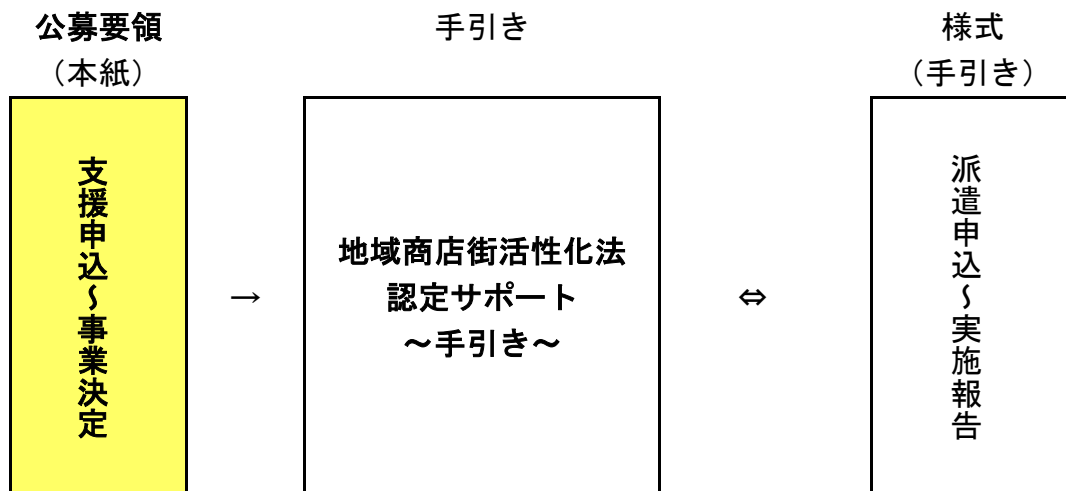 公募要領
（本紙）
手引き
様式
（手引き）
支援申込～事業決定
→
地域商店街活性化法
認定サポート
～手引き～
⇔
派遣申込～実施報告